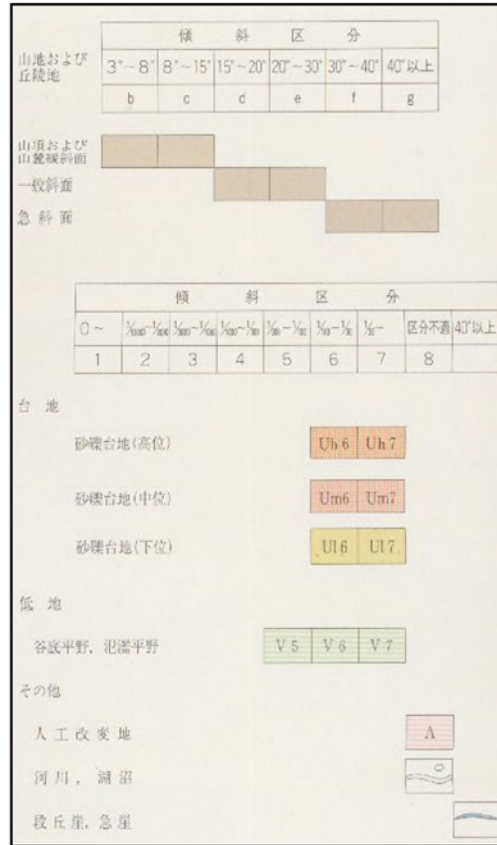 傾斜区分
山地および
丘陵地
3°~8° 8°~15° 15°~20° 20°~30° 30°~40° 40°以上
b c d e f g
山頂および
山麓緩斜面
一般斜面
急斜面
傾斜区分
0~ 区分不適 40°以上
1 2 3 4 5 6 7 8
台地
砂礫台地(高位) Uh6 Uh7
砂礫台地(中位) Um6 Um7
砂礫台地(下位) Ul6 Ul7
低地
谷底平野, 氾濫平野 V5 V6 V7
その他
人工改変地 A
河川, 湖沼
段丘崖, 急崖